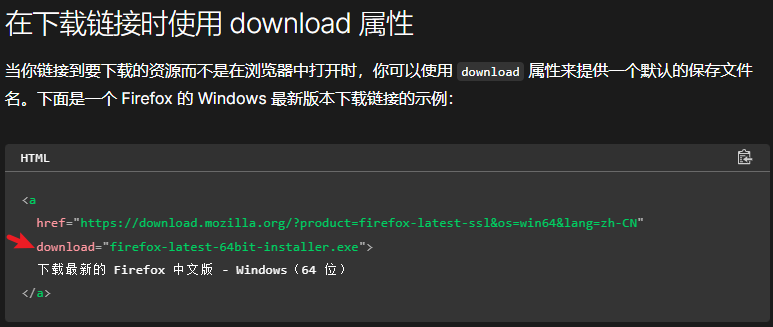 在下载链接时使用 download 属性
当你链接到要下载的资源而不是在浏览器中打开时，你可以使用 download 属性来提供一个默认的保存文件
名。下面是一个 Firefox 的 Windows 最新版本下载链接的示例：
HTML
<a
href="https://download.mozilla.org/?product=firefox-latest-ssl&os=win64&lang=zh-CN"
download="firefox-latest-64bit-installer.exe">
下载最新的 Firefox 中文版 - Windows（64 位）
</a>